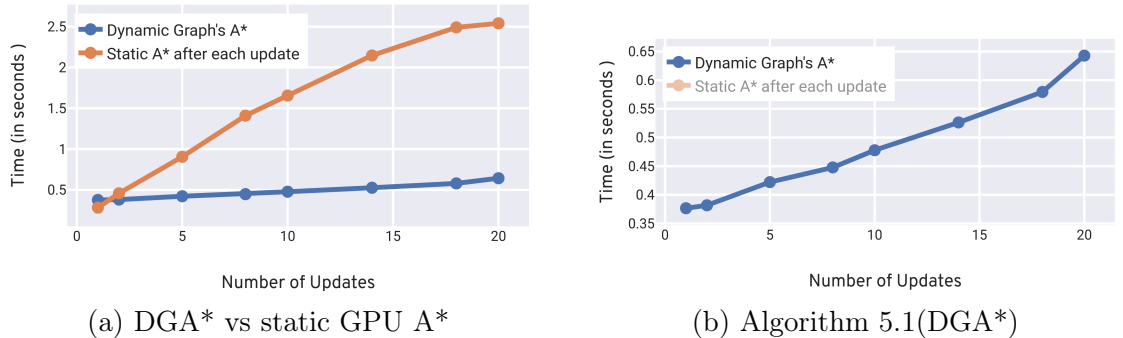 Time (in seconds )
2.5
2
1.5
1
0.5
Dynamic Graph's A*
Static A* after each update
0
5
10
15
20
Number of Updates
(a) DGA* vs static GPU A*
Time (in seconds )
0.65
0.6
0.55
0.5
0.45
0.4
0.35
Dynamic Graph's A*
Static A* after each update
0
5
10
15
20
Number of Updates
(b) Algorithm 5.1(DGA*)